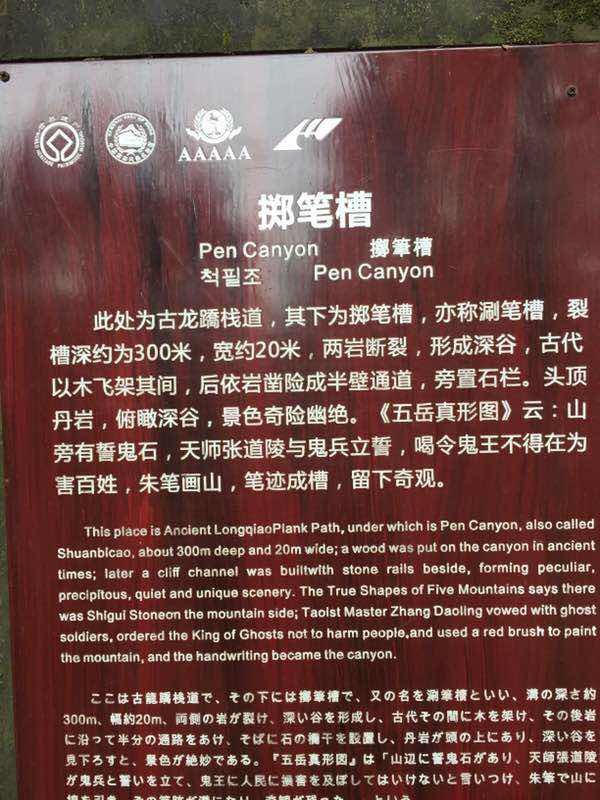 AAAAA
掷笔槽
Pen Canyon 擲筆槽
척필조 Pen Canyon
此处为古龙蹻栈道，其下为掷笔槽，亦称涮笔槽，裂
槽深约为300米，宽约20米，两岩断裂，形成深谷，古代
以木飞架其间，后依岩凿险成半壁通道，旁置石栏。头顶
丹岩，俯瞰深谷，景色奇险幽绝。《五岳真形图》云：山
旁有誓鬼石，天师张道陵与鬼兵立誓，喝令鬼王不得在为
害百姓，朱笔画山，笔迹成槽，留下奇观。
This place is Ancient LongqiaoPlank Path, under which is Pen Canyon, also called
Shuanbicao, about 300m deep and 20m wide; a wood was put on the canyon in ancient
times; later a cliff channel was builtwith stone rails beside, forming peculiar,
precipitous, quiet and unique scenery. The True Shapes of Five Mountains says there
was Shigui Stoneon the mountain side; Taoist Master Zhang Daoling vowed with ghost
soldiers, ordered the King of Ghosts not to harm people,and used a red brush to paint
the mountain, and the handwriting became the canyon.
ここは古龍蹻栈道で、その下には擲筆槽で、又の名を涮筆槽といい、溝の深さ約
300m、幅約20m、両側の岩が裂け、深い谷を形成し、古代その間に木を架け、その後岩
に沿って半分の通路をあけ、そばに石の欄干を設置し、丹岩が頭の上にあり、深い谷を
見下ろすと、景色が絶妙である。『五岳真形図』は「山辺に誓鬼石があり、天師張道陵
が鬼兵と誓いを立て、鬼王に人民に損害を及ぼしてはいけないと言いつけ、朱筆で山に